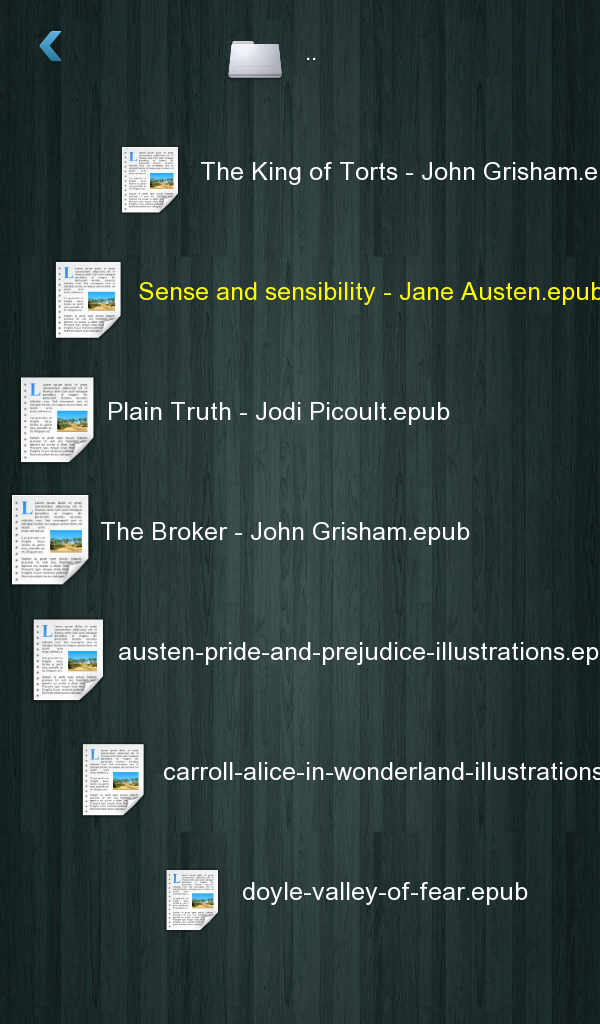 ..
The King of Torts - John Grisham.e
Sense and sensibility - Jane Austen.epub
Plain Truth - Jodi Picoult.epub
The Broker - John Grisham.epub
austen-pride-and-prejudice-illustrations.ep
carroll-alice-in-wonderland-illustrations
doyle-valley-of-fear.epub